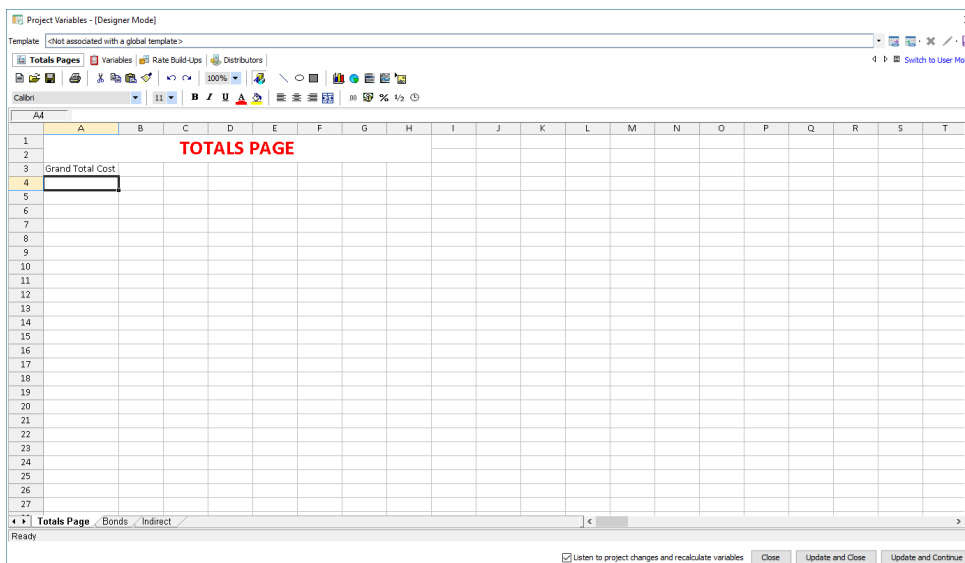 Project Variables - [Designer Mode]
Template <Not associated with a global template>
Totals Pages Variables Rate Build-Ups Distributors Switch to User Mo
100%
Calibri 11 B I U A .00 % 1/2
A4
A B C D E F G H I J K L M N O P Q R S T
1 TOTALS PAGE
2
3 Grand Total Cost
4
5
6
7
8
9
10
11
12
13
14
15
16
17
18
19
20
21
22
23
24
25
26
27
Totals Page Bonds Indirect
Ready
Listen to project changes and recalculate variables Close Update and Close Update and Continue